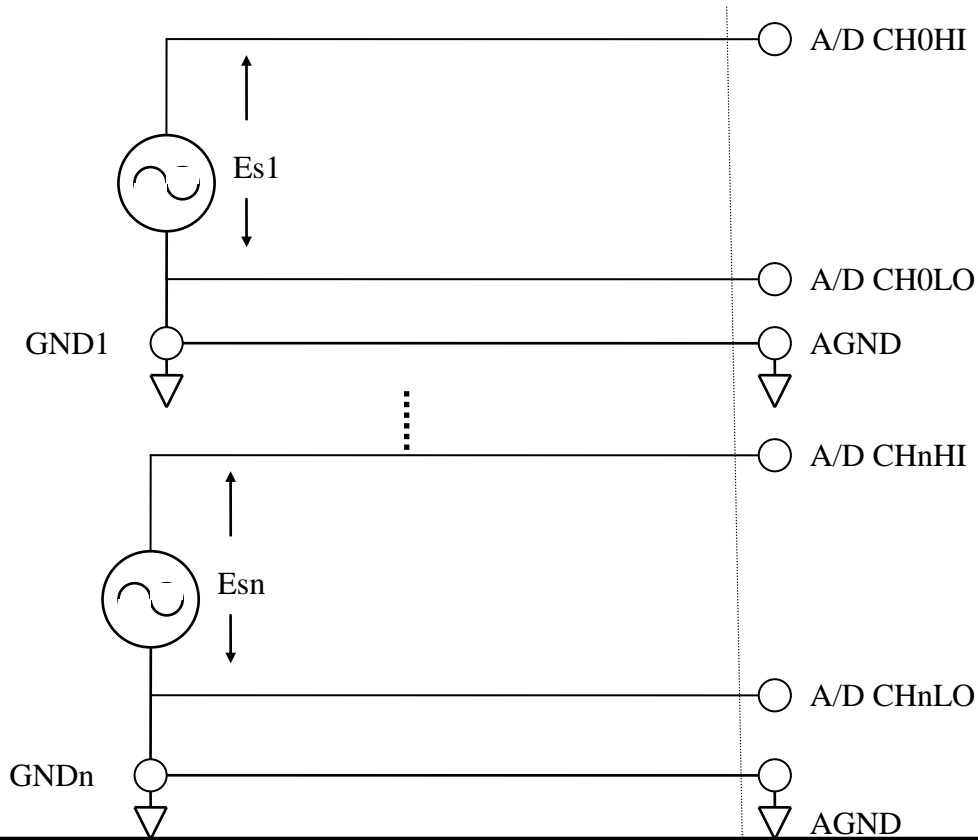 A/D CH0HI
Es1
A/D CH0LO
GND1
AGND
A/D CHnHI
Esn
A/D CHnLO
GNDn
AGND